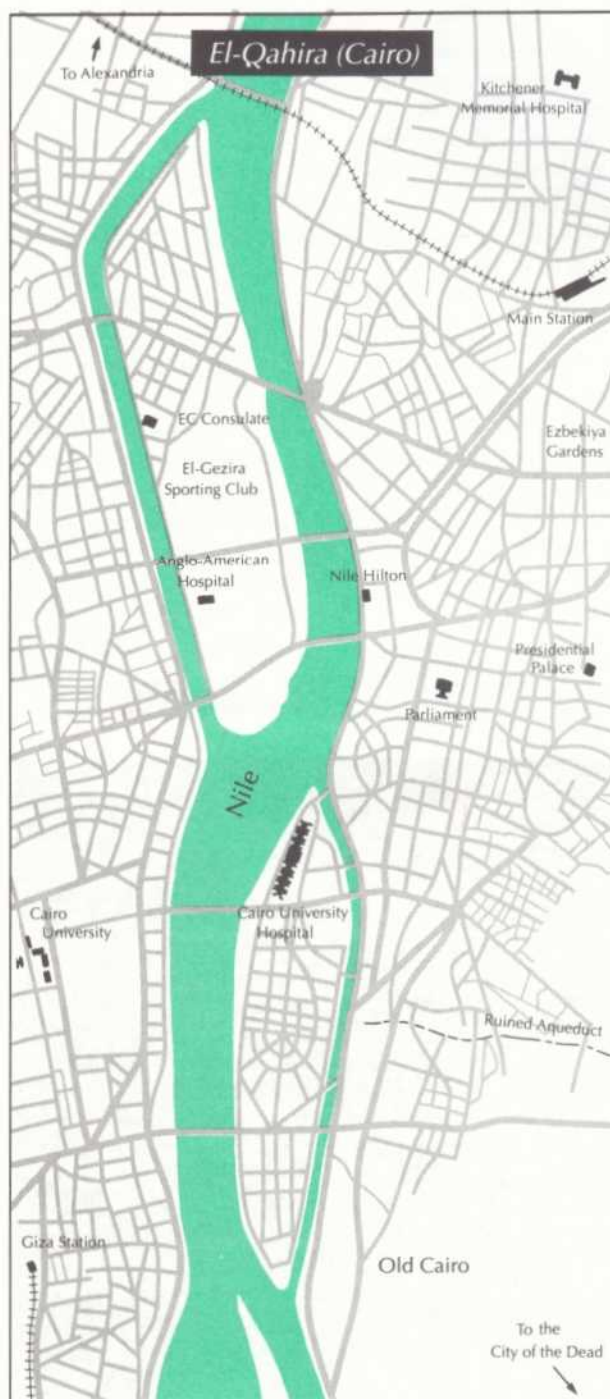 El-Qahira (Cairo)
To Alexandria
Kitchener
Memorial Hospital
Main Station
EC Consulate
Ezbekiya
Gardens
El-Gezira
Sporting Club
Anglo-American
Hospital
Nile Hilton
Presidential
Palace
Parliament
Nile
Cairo
University
Cairo University
Hospital
Ruined Aqueduct
Giza Station
Old Cairo
To the
City of the Dead